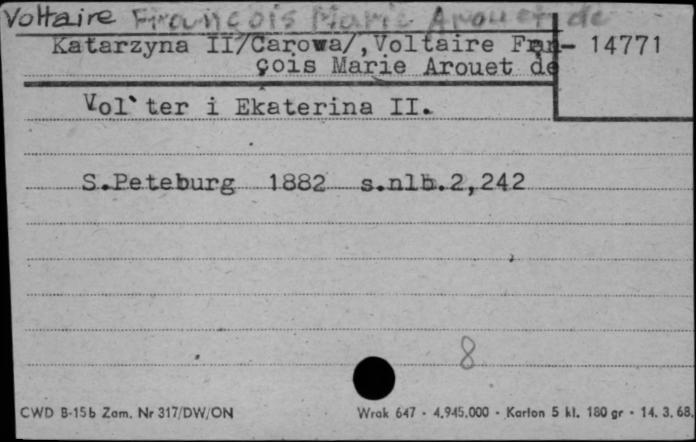 Voltaire François Marie Arouet de
Katarzyna II/Carowa/,Voltaire Fran- 14771
çois Marie Arouet de
Vol`ter i Ekaterina II.
S.Peteburg 1882 s.nlb.2,242
8
CWD B-15b Zam. Nr 317/DW/ON Wrak 647 - 4.945.000 - Karton 5 kl. 180 gr - 14. 3. 68.